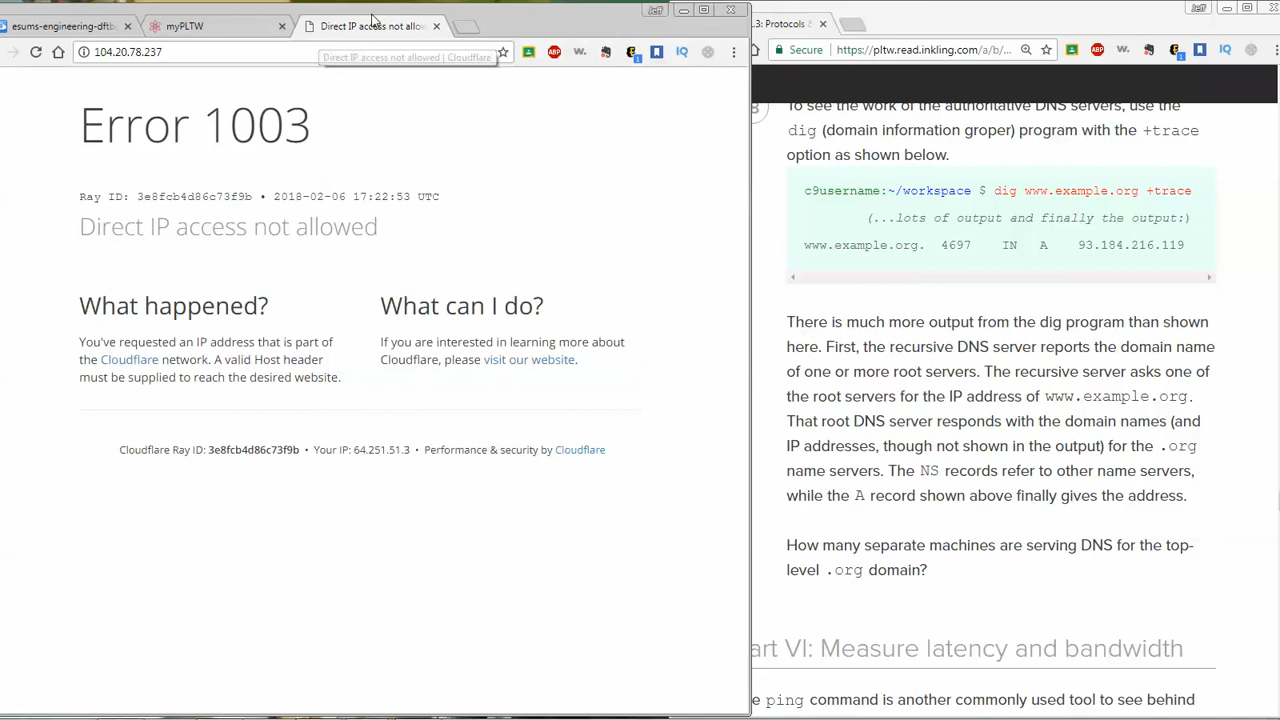 esums-engineering-dftb
myPLTW
Direct IP access not allow
Jeff
104.20.78.237
Direct IP access not allowed | Cloudflare
Error 1003
Ray ID: 3e8fcb4d86c73f9b • 2018-02-06 17:22:53 UTC
Direct IP access not allowed
What happened?
You've requested an IP address that is part of
the Cloudflare network. A valid Host header
must be supplied to reach the desired website.
What can I do?
If you are interested in learning more about
Cloudflare, please visit our website.
Cloudflare Ray ID: 3e8fcb4d86c73f9b • Your IP: 64.251.51.3 • Performance & security by Cloudflare
.3: Protocols &
Jeff
Secure
https://pltw.read.inkling.com/a/b/...
To see the work of the authoritative DNS servers, use the
dig (domain information groper) program with the +trace
option as shown below.
c9username:~/workspace $ dig www.example.org +trace
(...lots of output and finally the output:)
www.example.org. 4697 IN A 93.184.216.119
There is much more output from the dig program than shown
here. First, the recursive DNS server reports the domain name
of one or more root servers. The recursive server asks one of
the root servers for the IP address of www.example.org.
That root DNS server responds with the domain names (and
IP addresses, though not shown in the output) for the .org
name servers. The NS records refer to other name servers,
while the A record shown above finally gives the address.
How many separate machines are serving DNS for the top-
level .org domain?
art VI: Measure latency and bandwidth
e ping command is another commonly used tool to see behind